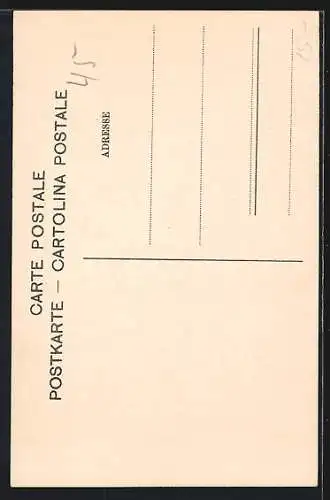 CARTE POSTALE
POSTKARTE — CARTOLINA POSTALE
45
ADRESSE